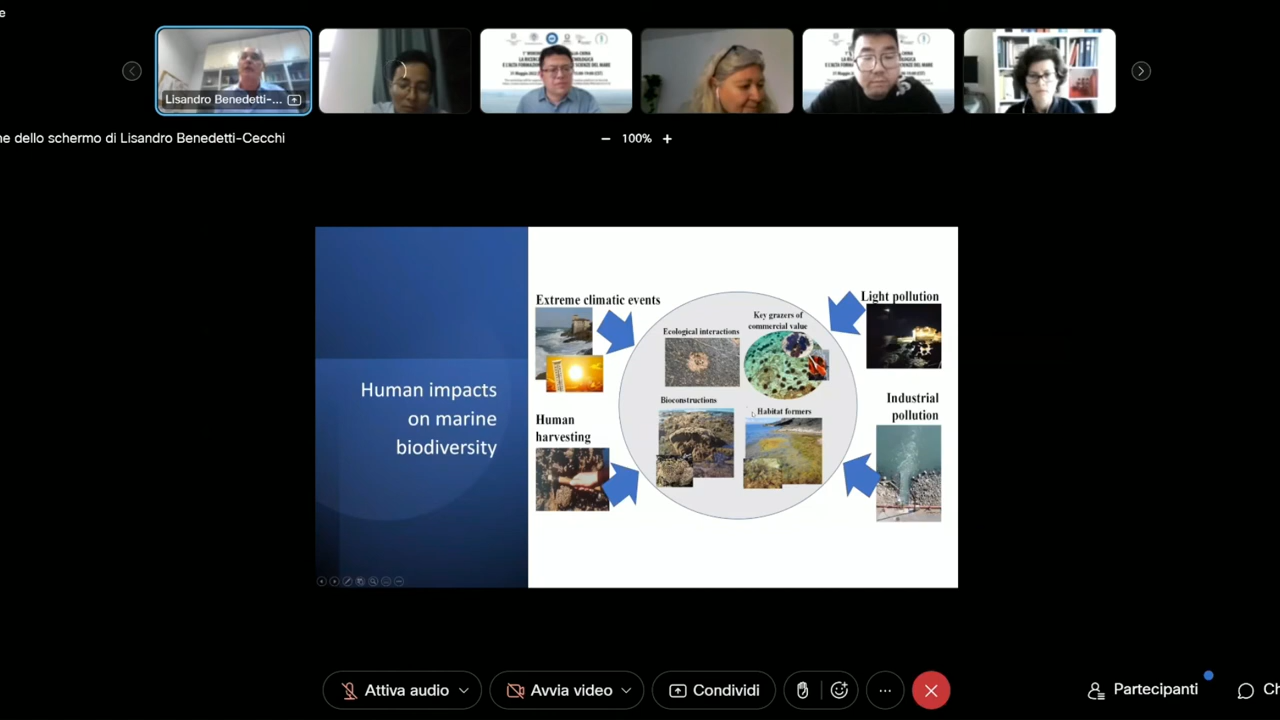 e
Lisandro Benedetti-...
ne dello schermo di Lisandro Benedetti-Cecchi
100%
Human impacts
on marine
biodiversity
Extreme climatic events
Human
harvesting
Ecological interactions
Key grazers of
commercial value
Bioconstructions
Habitat formers
Light pollution
Industrial
pollution
Attiva audio
Avvia video
Condividi
Partecipanti
Ch